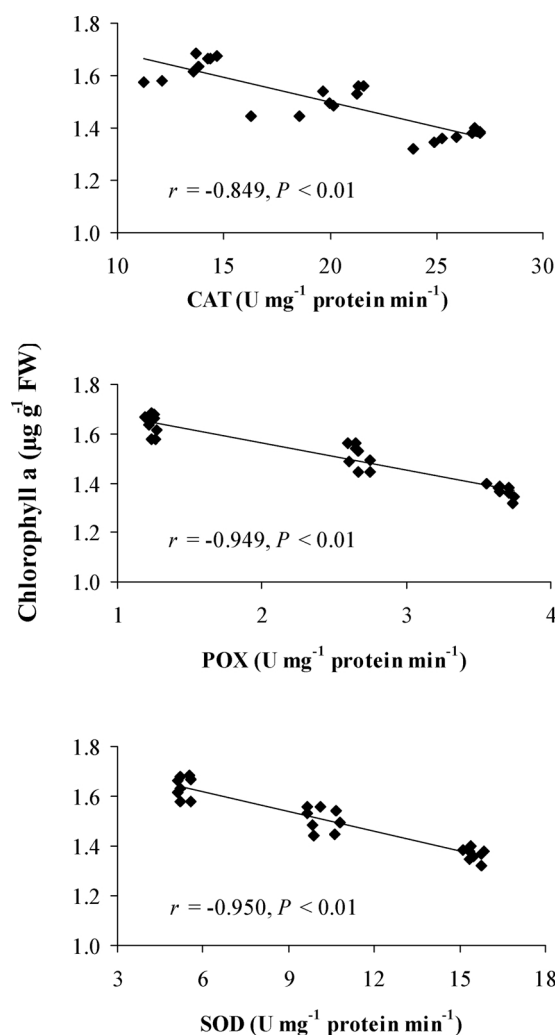 1.8
1.6
1.4
1.2
1.0
r = -0.849, P < 0.01
10 15 20 25 30
CAT (U mg⁻¹ protein min⁻¹)
Chlorophyll a (µg g⁻¹ FW)
1.8
1.6
1.4
1.2
1.0
r = -0.949, P < 0.01
1 2 3 4
POX (U mg⁻¹ protein min⁻¹)
1.8
1.6
1.4
1.2
1.0
r = -0.950, P < 0.01
3 6 9 12 15 18
SOD (U mg⁻¹ protein min⁻¹)